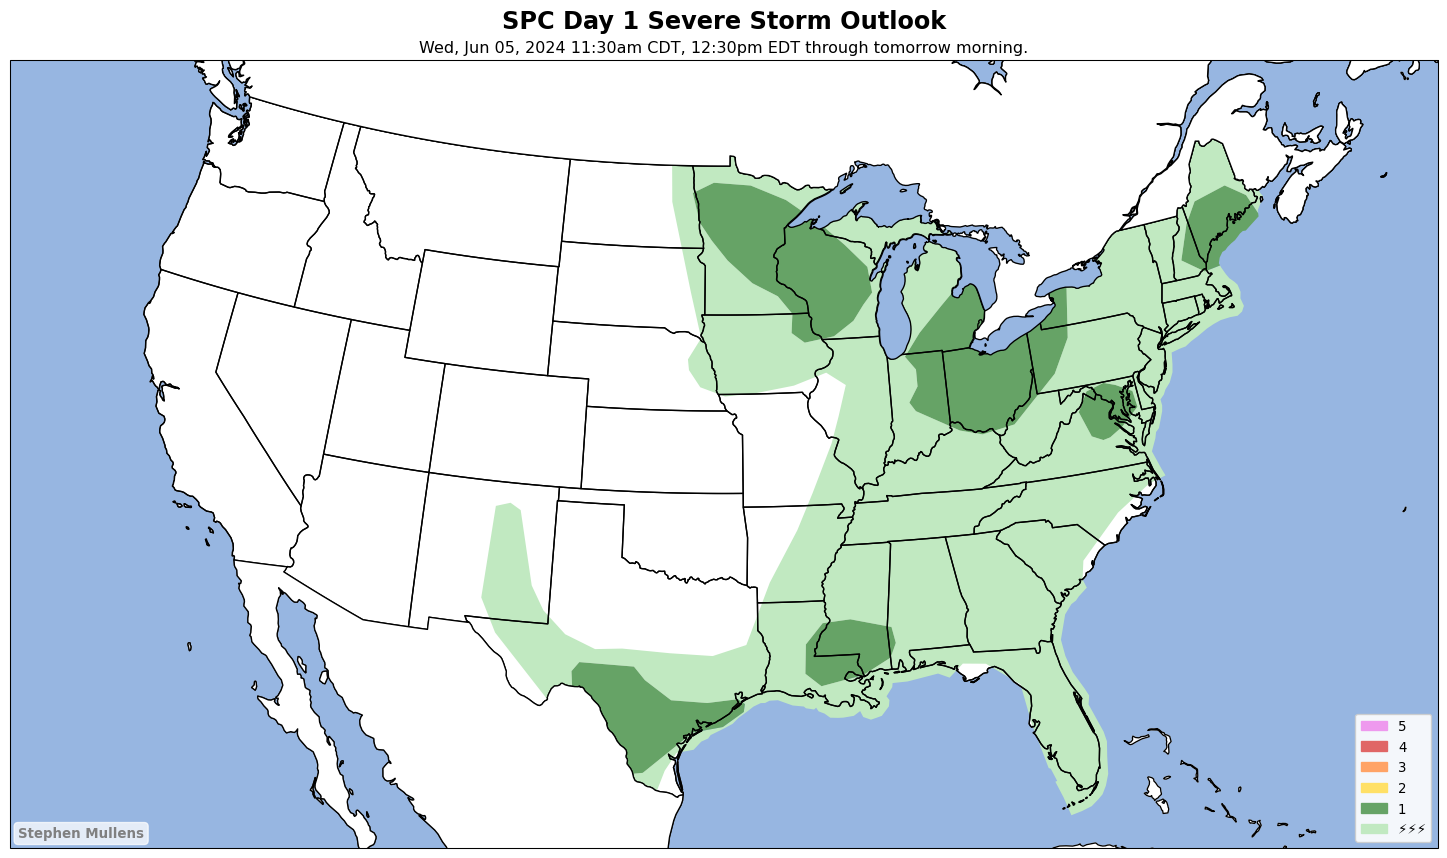 SPC Day 1 Severe Storm Outlook
Wed, Jun 05, 2024 11:30am CDT, 12:30pm EDT through tomorrow morning.
5
4
3
2
1
⚡⚡⚡
Stephen Mullens